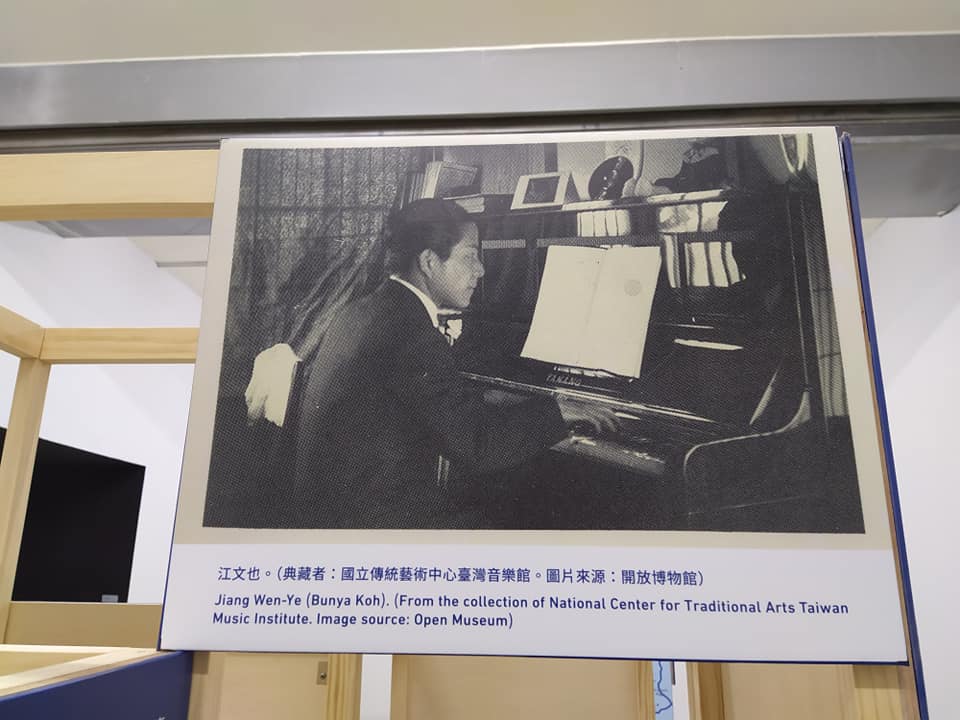 江文也。(典藏者：國立傳統藝術中心臺灣音樂館。圖片來源：開放博物館)
Jiang Wen-Ye (Bunya Koh). (From the collection of National Center for Traditional Arts Taiwan
Music Institute. Image source: Open Museum)